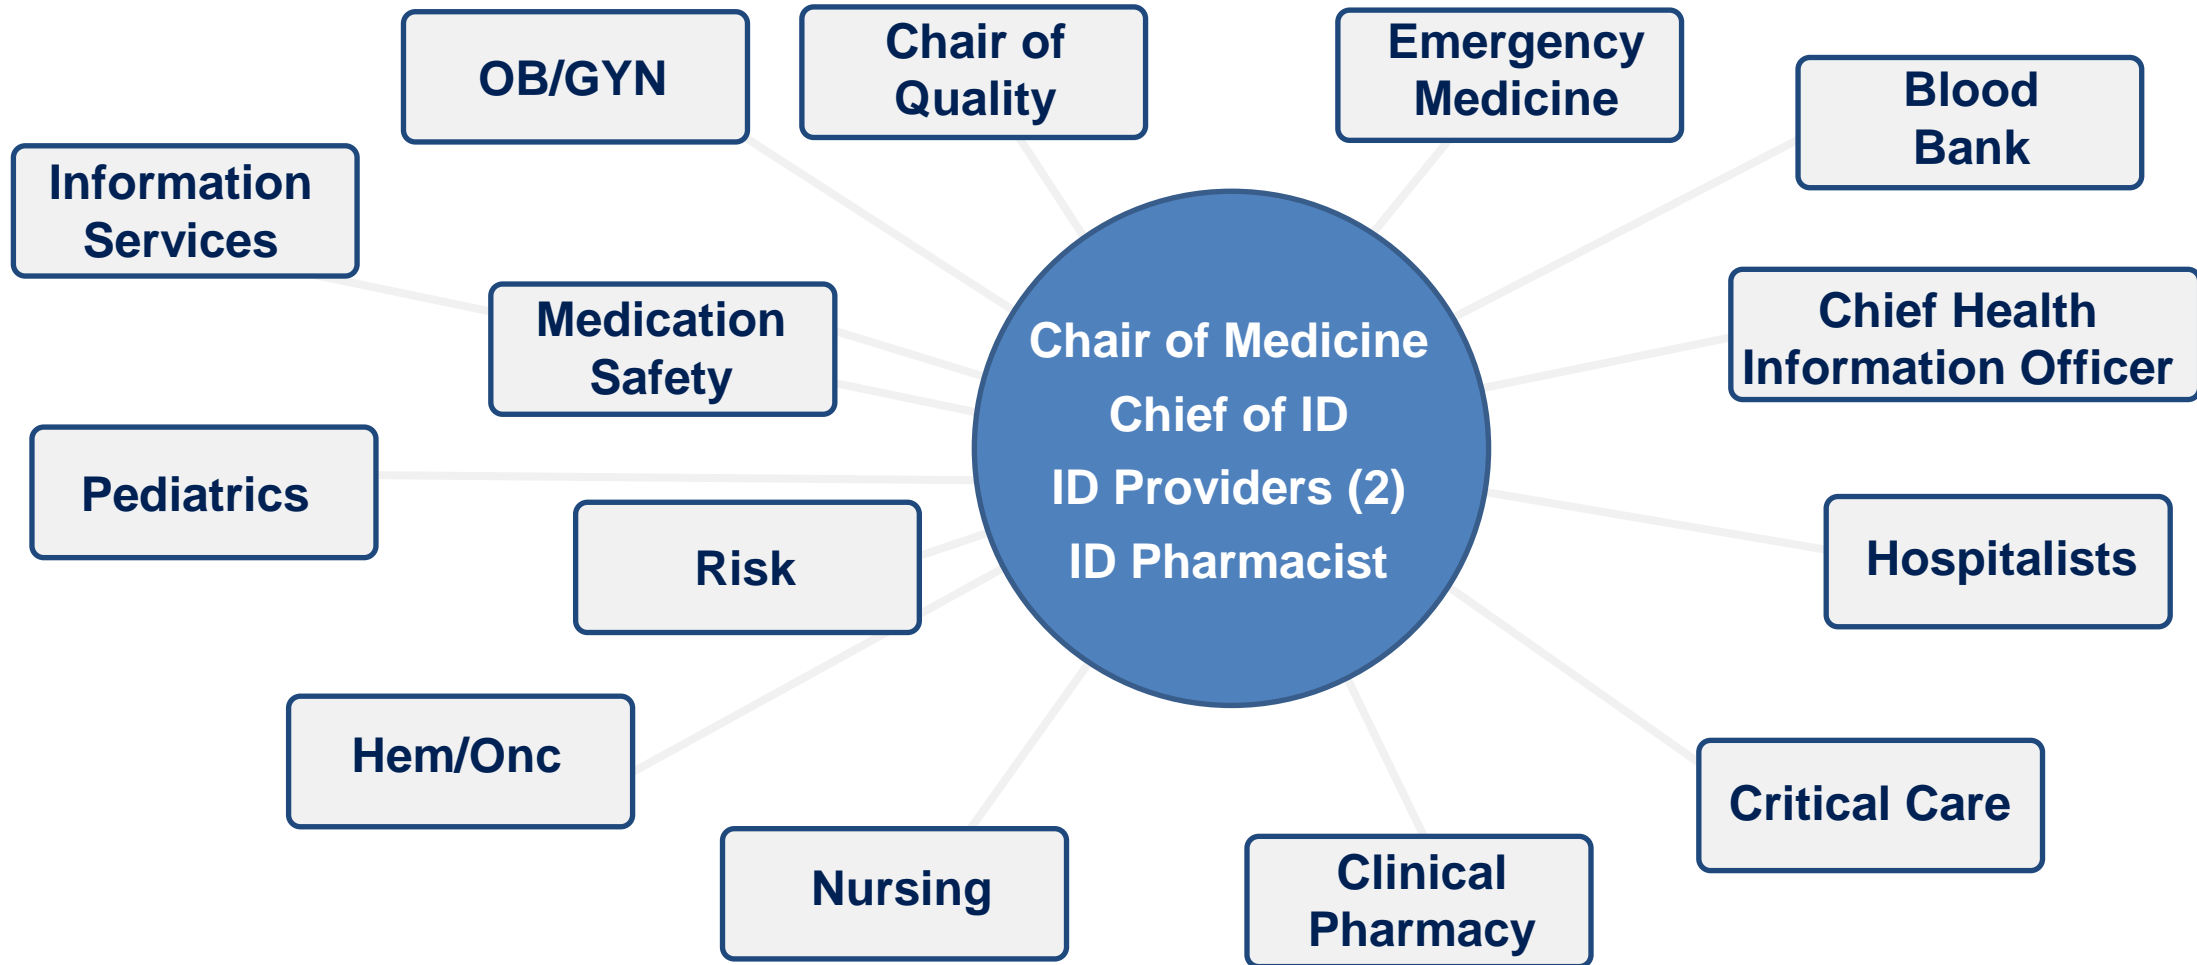 OB/GYN
Chair of
Quality
Emergency
Medicine
Blood
Bank
Information
Services
Medication
Safety
Chief Health
Information Officer
Chair of Medicine
Chief of ID
ID Providers (2)
ID Pharmacist
Pediatrics
Risk
Hospitalists
Hem/Onc
Critical Care
Nursing
Clinical
Pharmacy